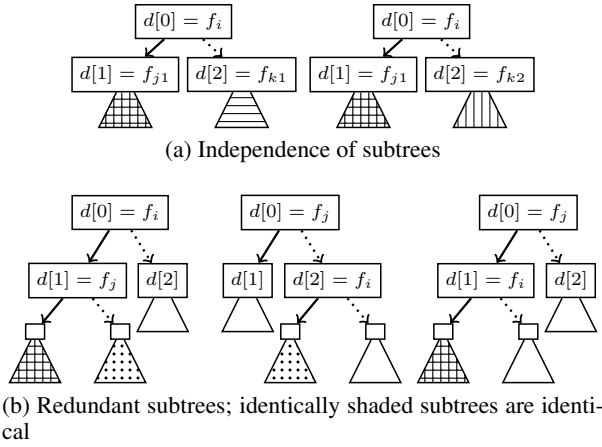 d[0] = f_i d[0] = f_i
d[1] = f_{j1} d[2] = f_{k1} d[1] = f_{j1} d[2] = f_{k2}
(a) Independence of subtrees
d[0] = f_i d[0] = f_j d[0] = f_j
d[1] = f_j d[2] d[1] d[2] = f_i d[1] = f_i d[2]
(b) Redundant subtrees; identically shaded subtrees are identi-
cal